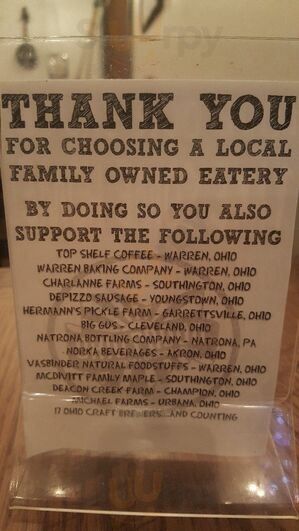 THANK YOU
FOR CHOOSING A LOCAL
FAMILY OWNED EATERY
BY DOING SO YOU ALSO
SUPPORT THE FOLLOWING
TOP SHELF COFFEE - WARREN, OHIO
WARREN BAKING COMPANY - WARREN, OHIO
CHARLANNE FARMS - SOUTHINGTON, OHIO
DEPIZZO SAUSAGE - YOUNGSTOWN, OHIO
HERMANN'S PICKLE FARM - GARRETTSVILLE, OHIO
BIG GUS - CLEVELAND, OHIO
NATRONA BOTTLING COMPANY - NATRONA, PA
NORKA BEVERAGES - AKRON, OHIO
VASBINDER NATURAL FOODSTUFFS - WARREN, OHIO
MCDIVITT FAMILY MAPLE - SOUTHINGTON, OHIO
DEACON CREEK FARM - CHAMPION, OHIO
MICHAEL FARMS - URBANA, OHIO
17 OHIO CRAFT BREWERS...AND COUNTING